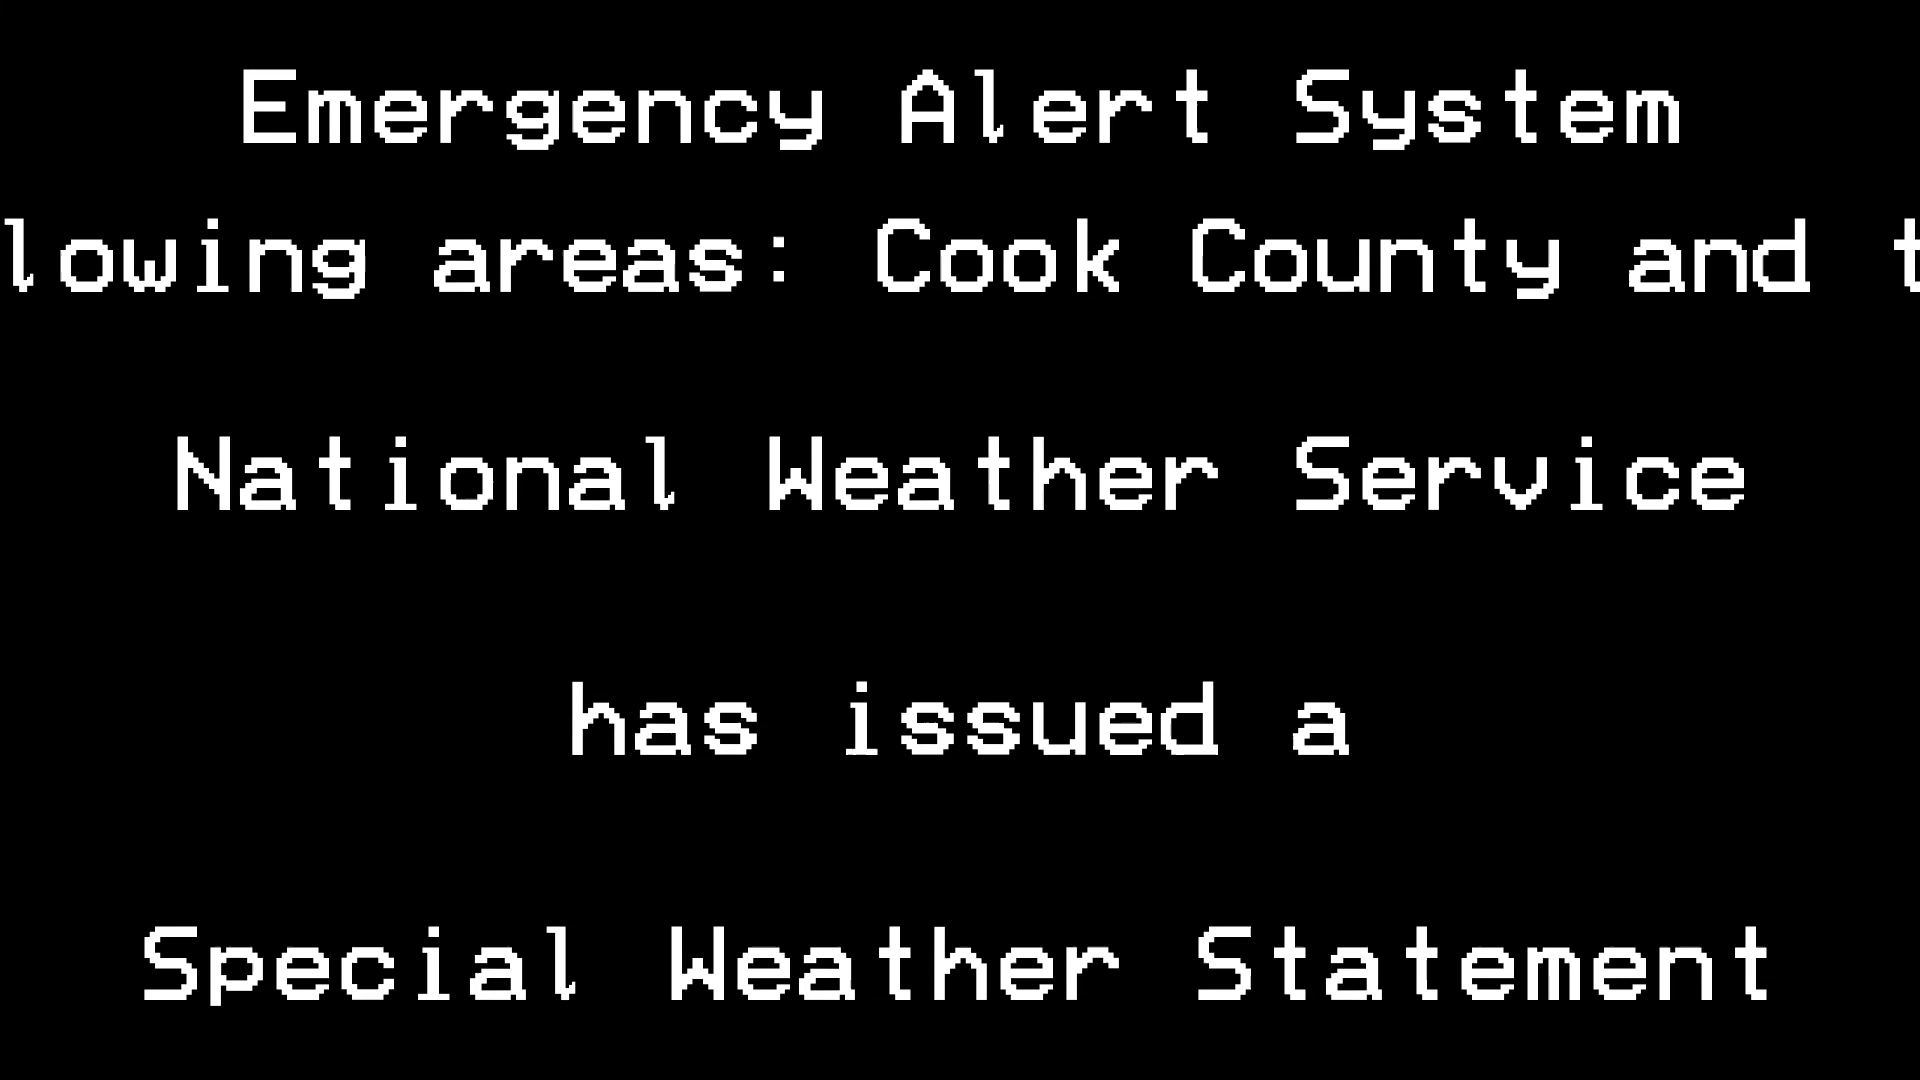 Emergency Alert System
lowing areas: Cook County and t
National Weather Service
has issued a
Special Weather Statement